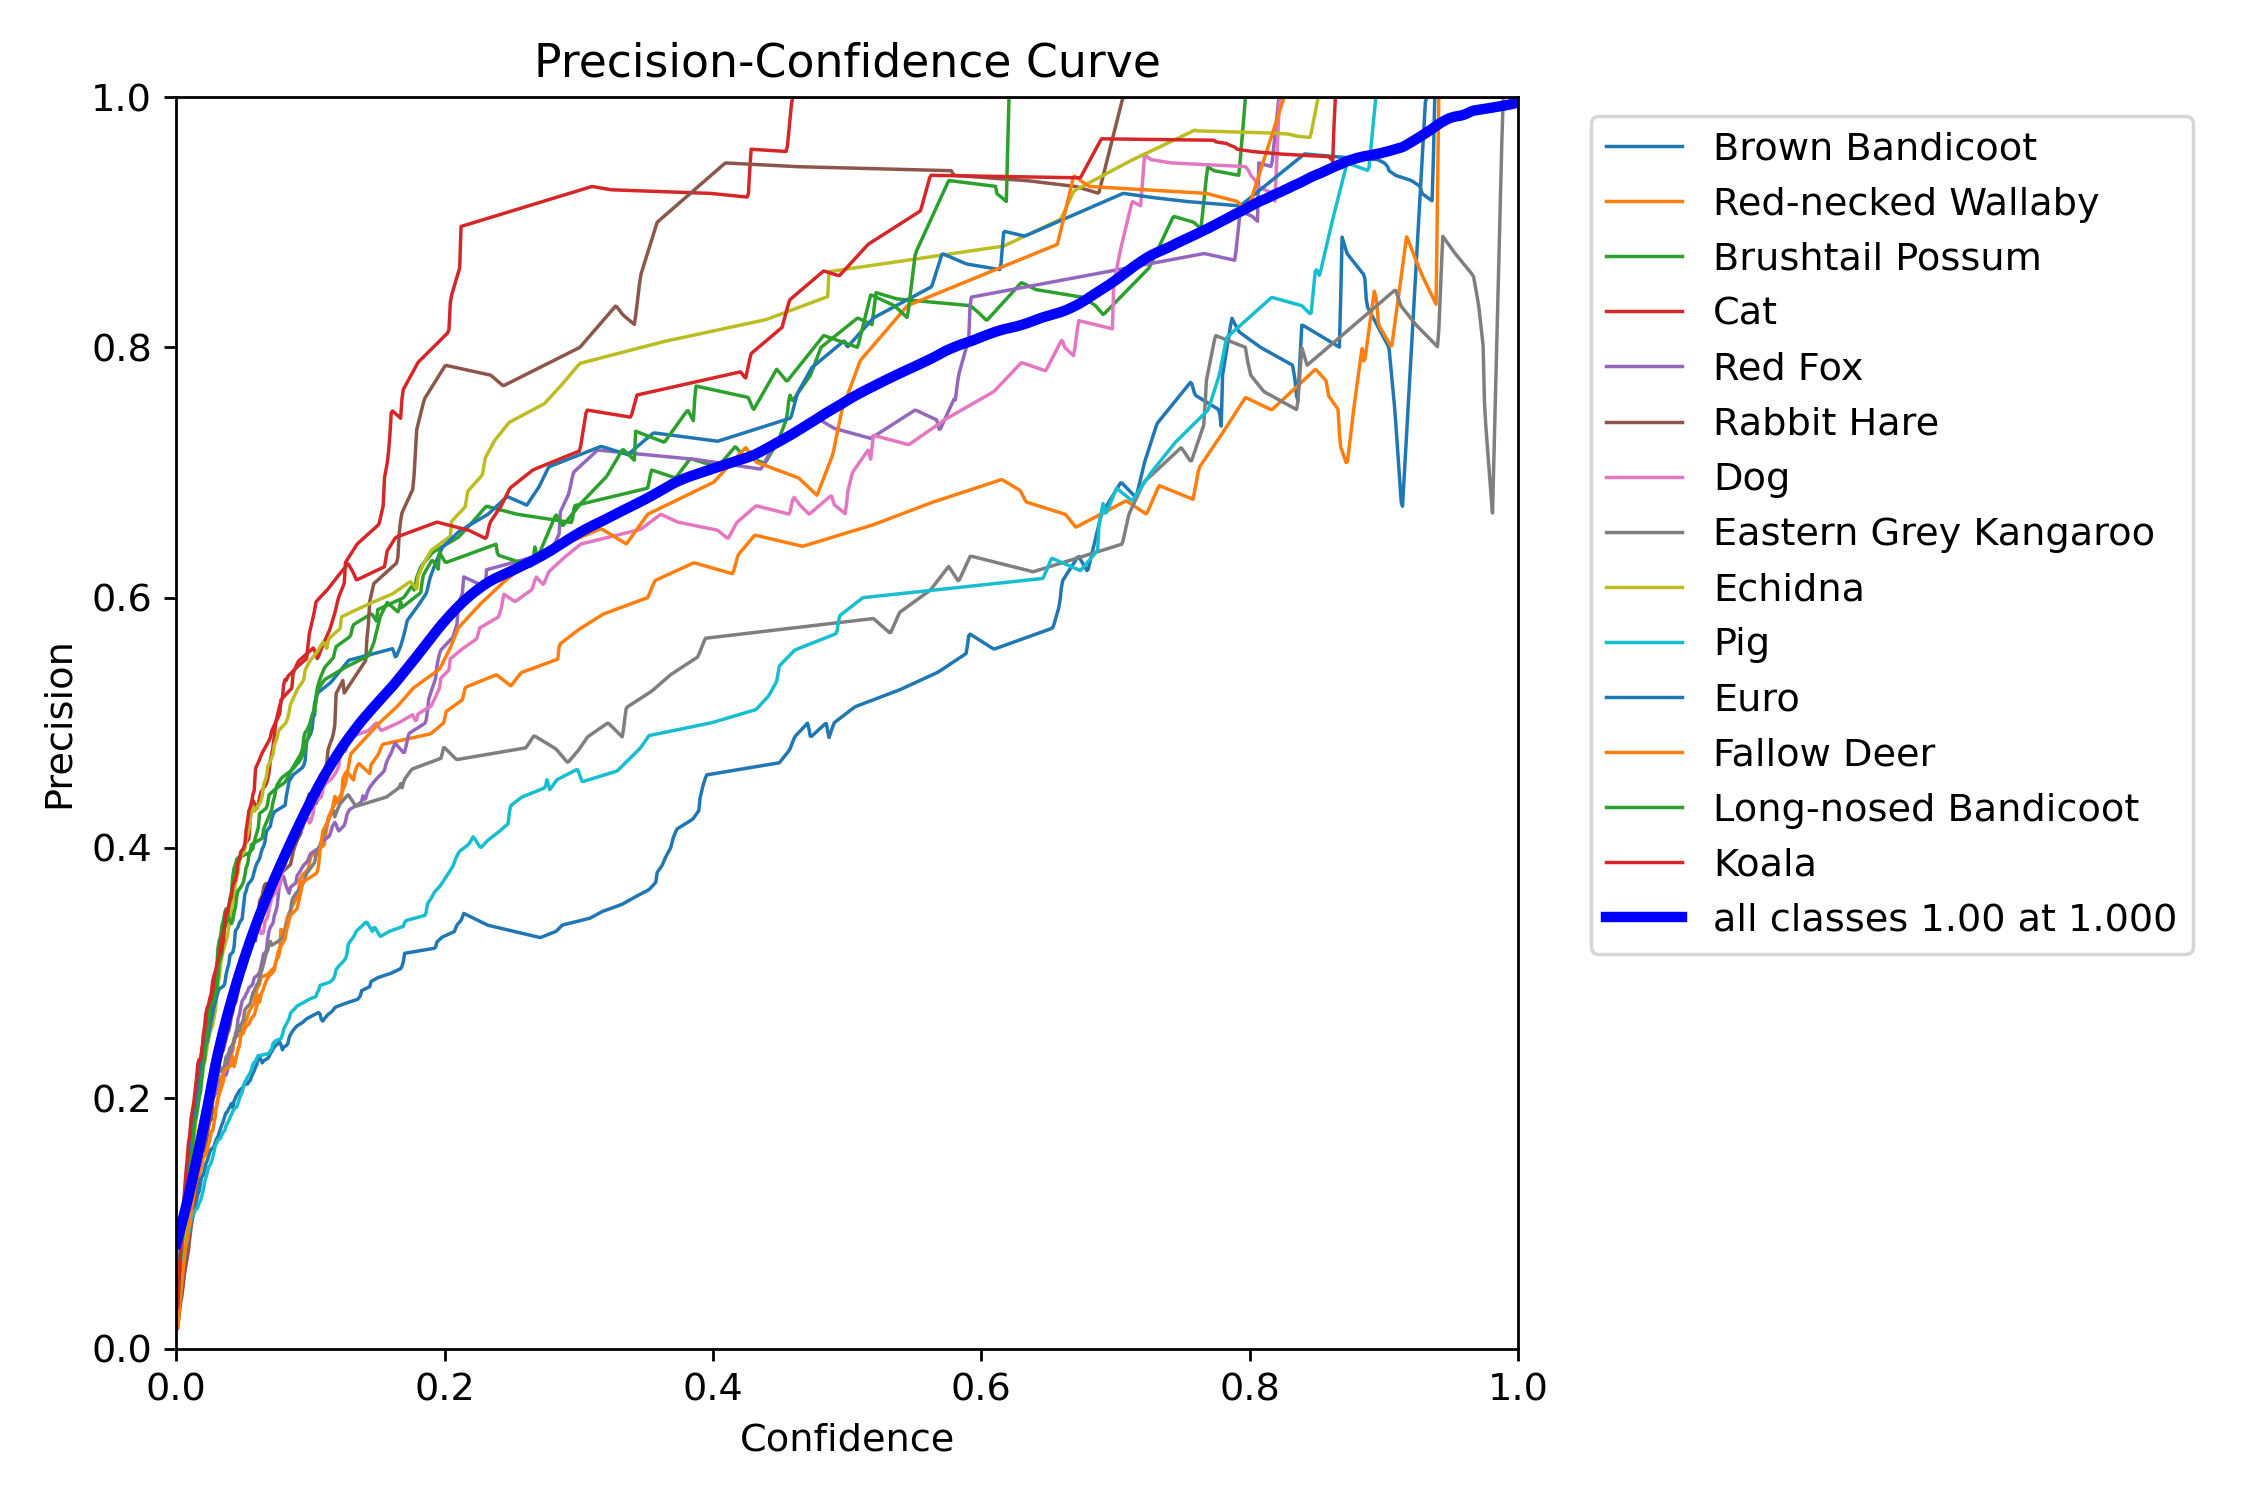 Precision-Confidence Curve
1.0
0.8
0.6
0.4
0.2
0.0
Precision
0.0 0.2 0.4 0.6 0.8 1.0
Confidence
Brown Bandicoot
Red-necked Wallaby
Brushtail Possum
Cat
Red Fox
Rabbit Hare
Dog
Eastern Grey Kangaroo
Echidna
Pig
Euro
Fallow Deer
Long-nosed Bandicoot
Koala
all classes 1.00 at 1.000